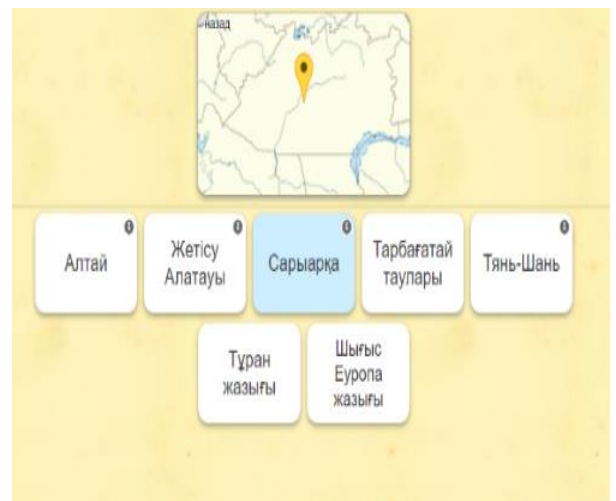 назад
Алтай
Жетісу
Алатауы
Сарыарқа
Тарбағатай
таулары
Тянь-Шань
Тұран
жазығы
Шығыс
Еуропа
жазығы